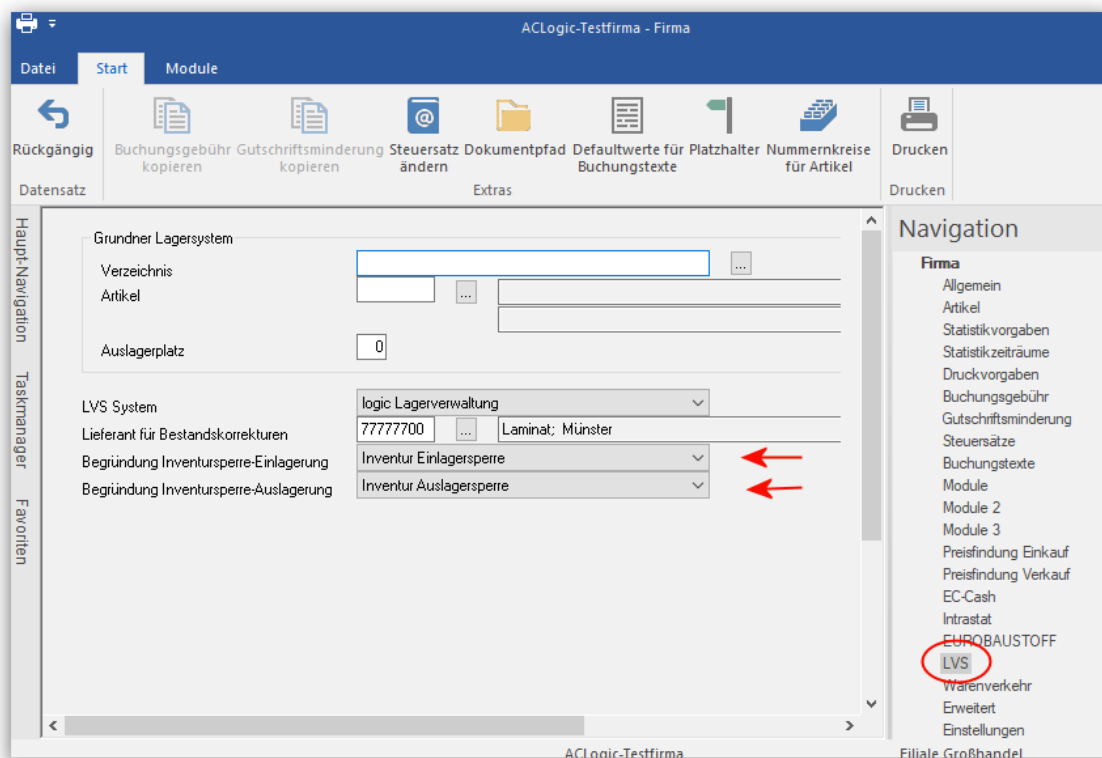 ACLogic-Testfirma - Firma
Datei Start Module
Rückgängig
Buchungsgebühr kopieren
Gutschriftsminderung kopieren
Steuersatz ändern
Dokumentpfad
Defaultwerte für Buchungstexte
Platzhalter
Nummernkreise für Artikel
Drucken
Datensatz
Extras
Drucken
Haupt-Navigation
Taskmanager
Favoriten
Grundner Lagersystem
Verzeichnis ...
Artikel ...
Auslagerplatz 0
LVS System logic Lagerverwaltung
Lieferant für Bestandskorrekturen 77777700 ... Laminat; Münster
Begründung Inventursperre-Einlagerung Inventur Einlagersperre
Begründung Inventursperre-Auslagerung Inventur Auslagersperre
Navigation
Firma
Allgemein
Artikel
Statistikvorgaben
Statistikzeiträume
Druckvorgaben
Buchungsgebühr
Gutschriftsminderung
Steuersätze
Buchungstexte
Module
Module 2
Module 3
Preisfindung Einkauf
Preisfindung Verkauf
EC-Cash
Intrastat
EUROBAUSTOFF
LVS
Warenverkehr
Erweitert
Einstellungen
ACLogic-Testfirma
Filiale Großhandel